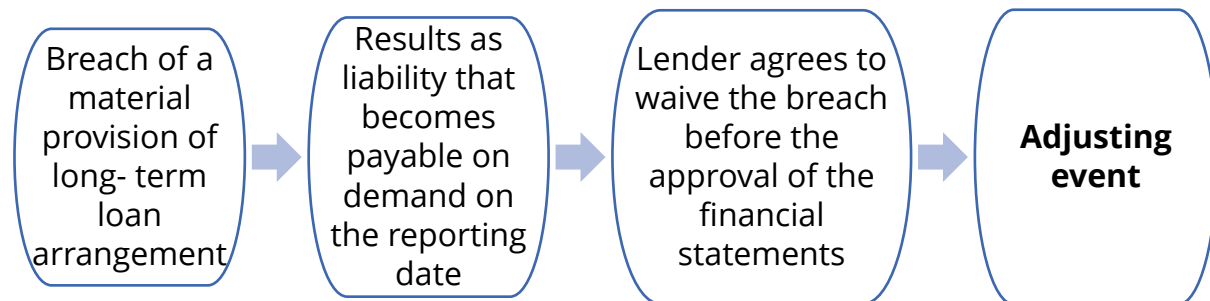 Breach of a
material
provision of
long- term
loan
arrangement
Results as
liability that
becomes
payable on
demand on
the reporting
date
Lender agrees to
waive the breach
before the
approval of the
financial
statements
Adjusting
event